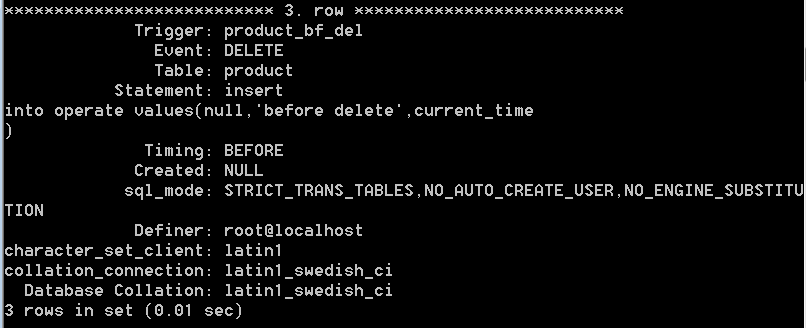 *************************** 3. row ***************************
Trigger: product_bf_del
Event: DELETE
Table: product
Statement: insert
into operate values(null,'before delete',current_time
)
Timing: BEFORE
Created: NULL
sql_mode: STRICT_TRANS_TABLES,NO_AUTO_CREATE_USER,NO_ENGINE_SUBSTITU
TION
Definer: root@localhost
character_set_client: latin1
collation_connection: latin1_swedish_ci
Database Collation: latin1_swedish_ci
3 rows in set (0.01 sec)